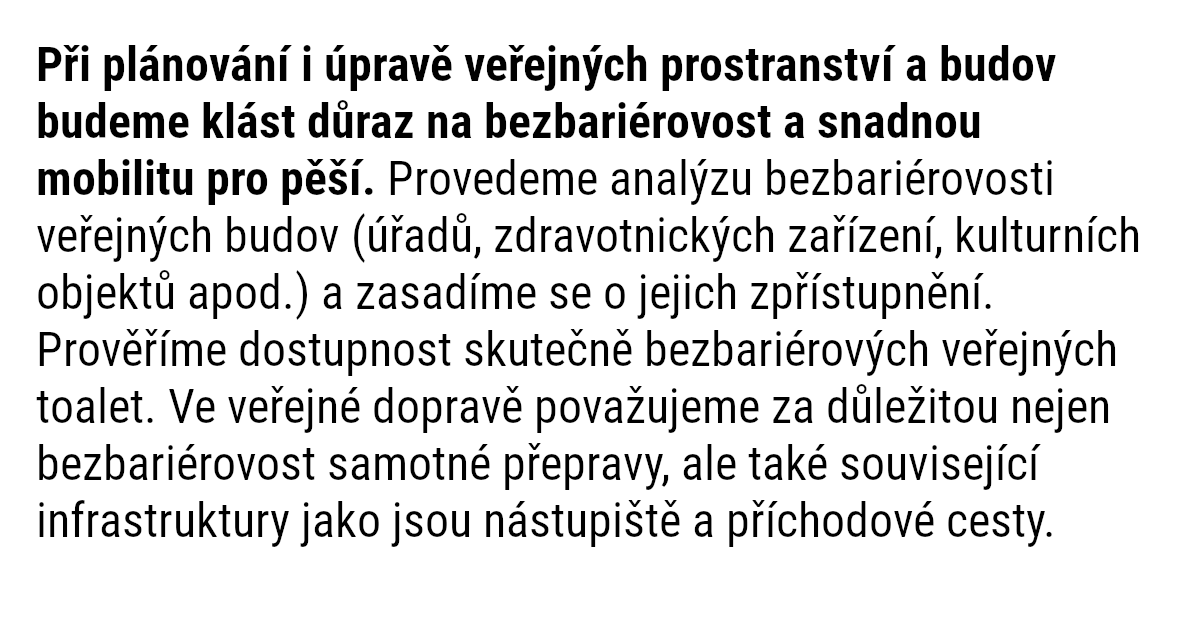 Při plánování i úpravě veřejných prostranství a budov
budeme klást důraz na bezbariérovost a snadnou
mobilitu pro pěší. Provedeme analýzu bezbariérovosti
veřejných budov (úřadů, zdravotnických zařízení, kulturních
objektů apod.) a zasadíme se o jejich zpřístupnění.
Prověříme dostupnost skutečně bezbariérových veřejných
toalet. Ve veřejné dopravě považujeme za důležitou nejen
bezbariérovost samotné přepravy, ale také související
infrastruktury jako jsou nástupiště a příchodové cesty.